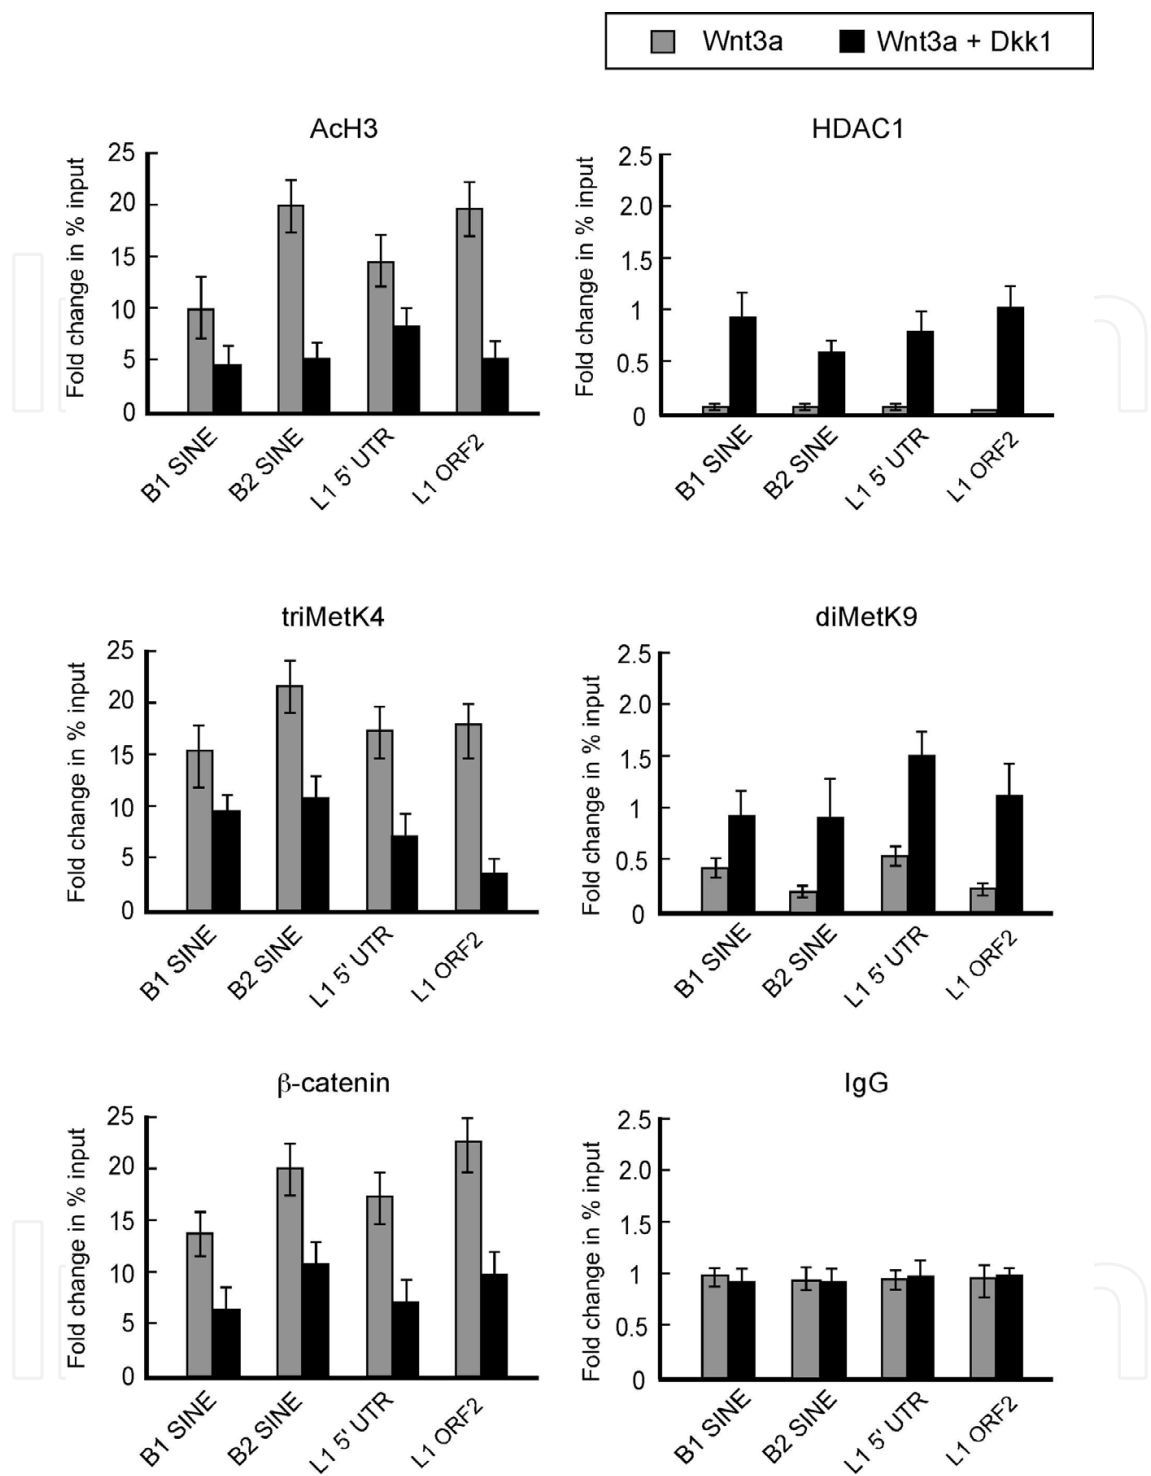 Wnt3a
Wnt3a + Dkk1
AcH3
Fold change in % input
25
20
15
10
5
0
B1 SINE
B2 SINE
L1 5' UTR
L1 ORF2
HDAC1
Fold change in % input
2.5
2.0
1.5
1
0.5
0
B1 SINE
B2 SINE
L1 5' UTR
L1 ORF2
triMetK4
Fold change in % input
25
20
15
10
5
0
B1 SINE
B2 SINE
L1 5' UTR
L1 ORF2
diMetK9
Fold change in % input
2.5
2.0
1.5
1
0.5
0
B1 SINE
B2 SINE
L1 5' UTR
L1 ORF2
β-catenin
Fold change in % input
25
20
15
10
5
0
B1 SINE
B2 SINE
L1 5' UTR
L1 ORF2
IgG
Fold change in % input
2.5
2.0
1.5
1
0.5
0
B1 SINE
B2 SINE
L1 5' UTR
L1 ORF2